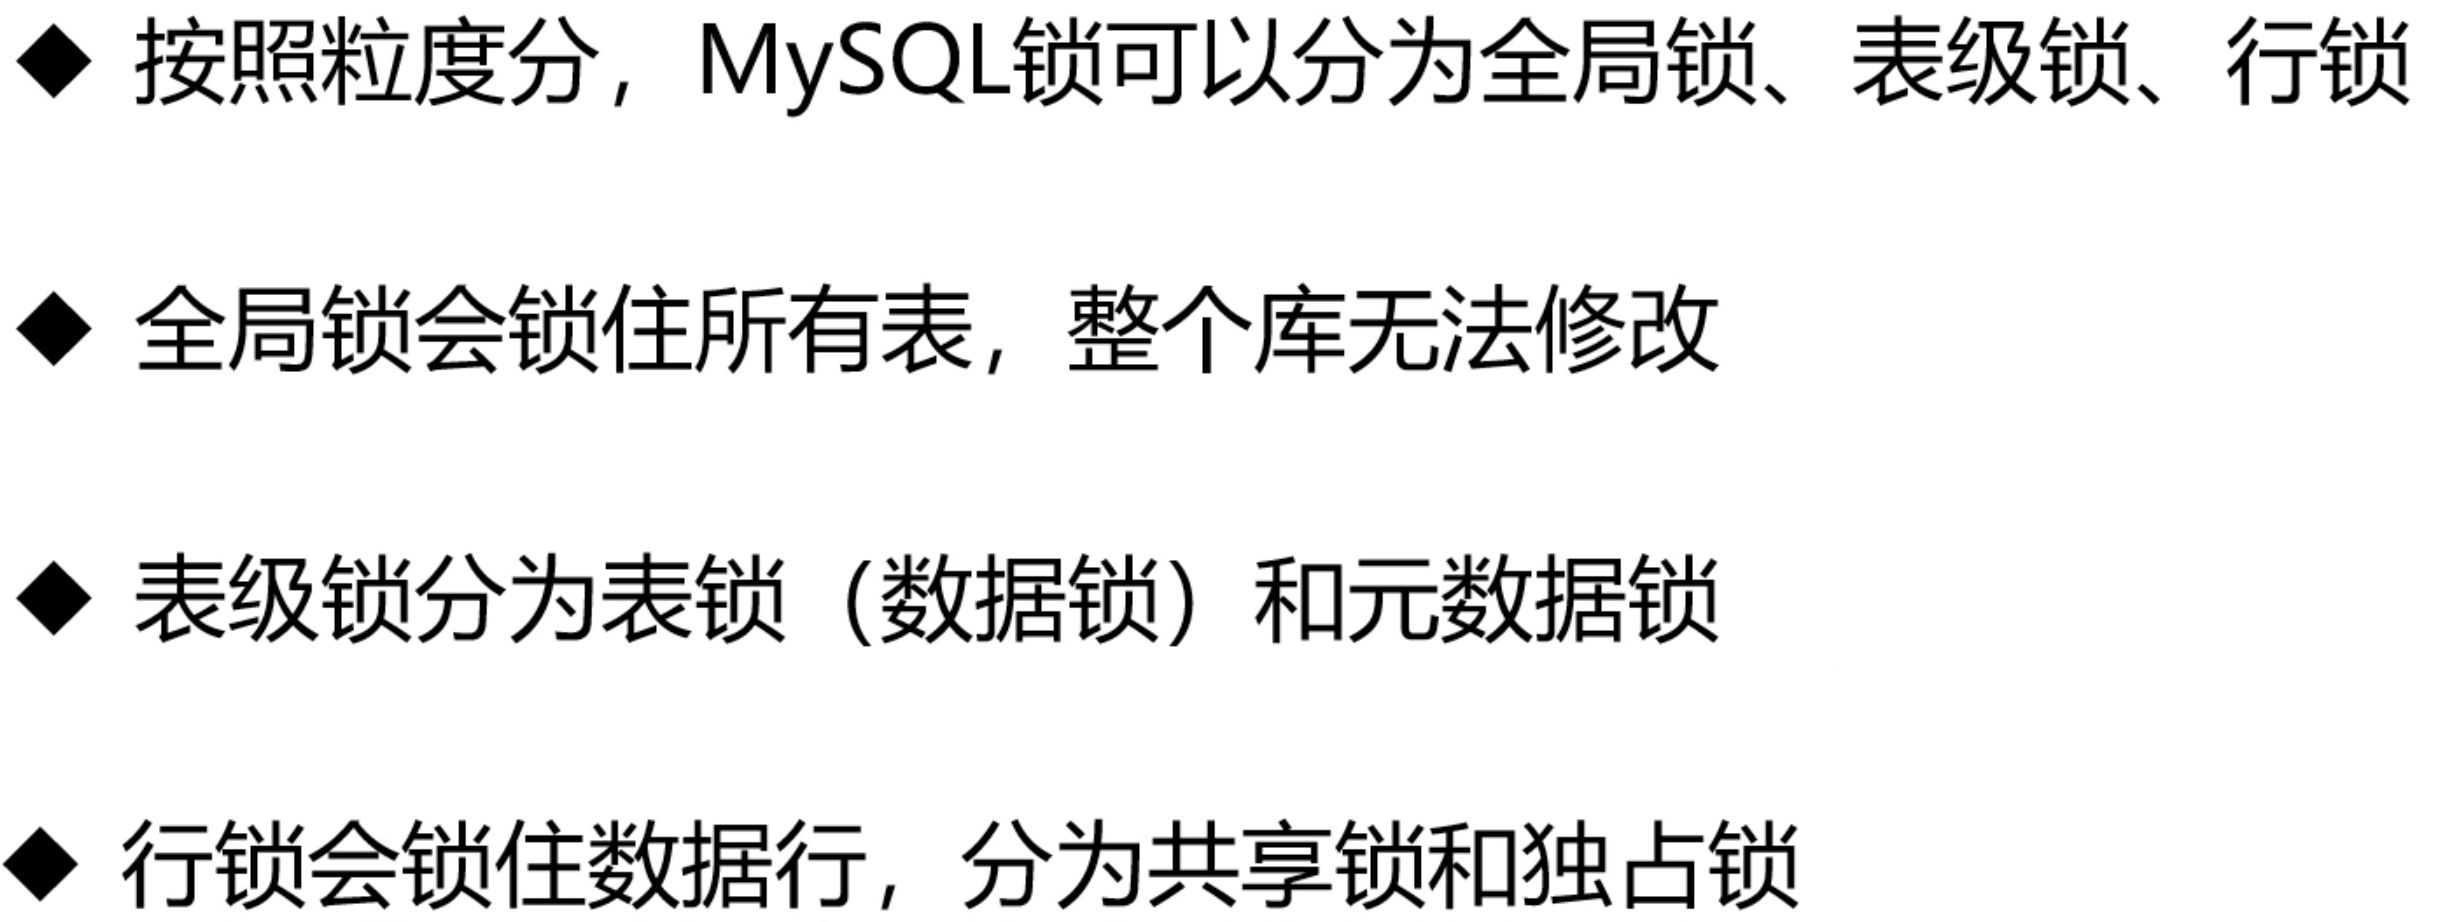 ◆ 按照粒度分，MySQL锁可以分为全局锁、表级锁、行锁
◆ 全局锁会锁住所有表，整个库无法修改
◆ 表级锁分为表锁（数据锁）和元数据锁
◆ 行锁会锁住数据行，分为共享锁和独占锁